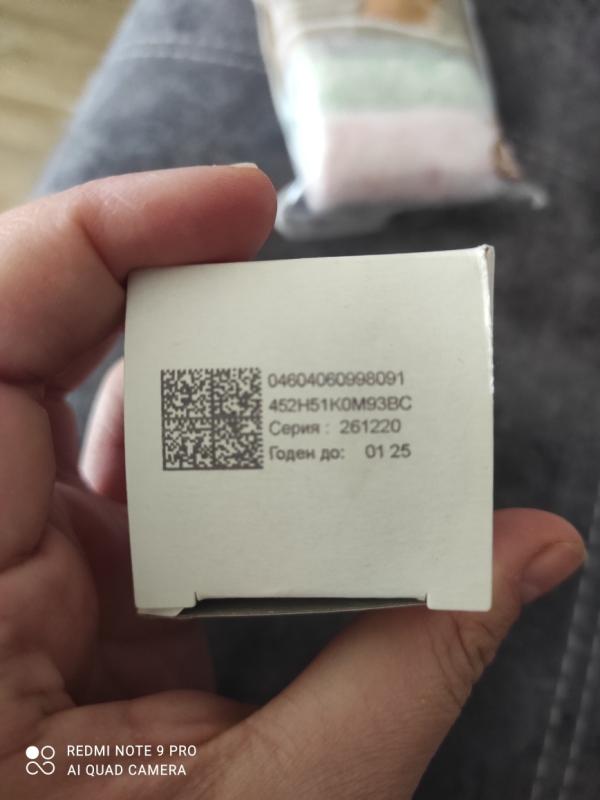 04604060998091
452H51K0M93BC
Серия : 261220
Годен до: 01 25
REDMI NOTE 9 PRO
AI QUAD CAMERA